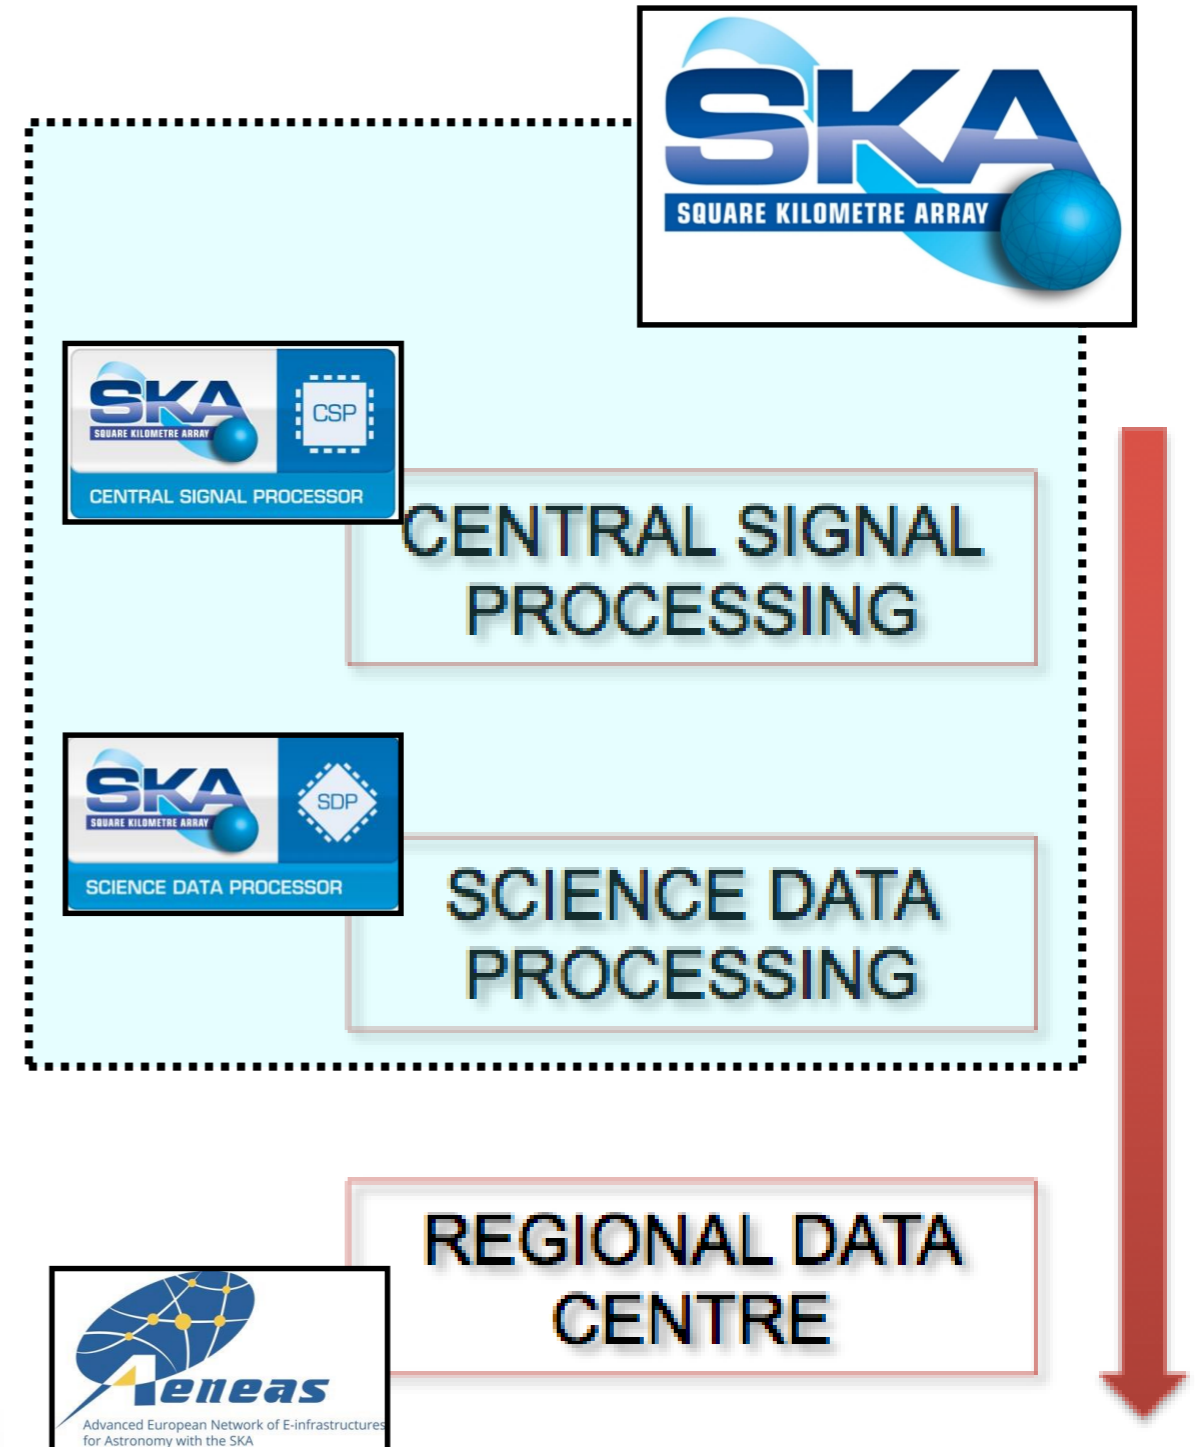 SKA
SQUARE KILOMETRE ARRAY
SKA
SQUARE KILOMETRE ARRAY
CSP
CENTRAL SIGNAL PROCESSOR
CENTRAL SIGNAL
PROCESSING
SKA
SQUARE KILOMETRE ARRAY
SDP
SCIENCE DATA PROCESSOR
SCIENCE DATA
PROCESSING
REGIONAL DATA
CENTRE
Aeneas
Advanced European Network of E-infrastructures
for Astronomy with the SKA